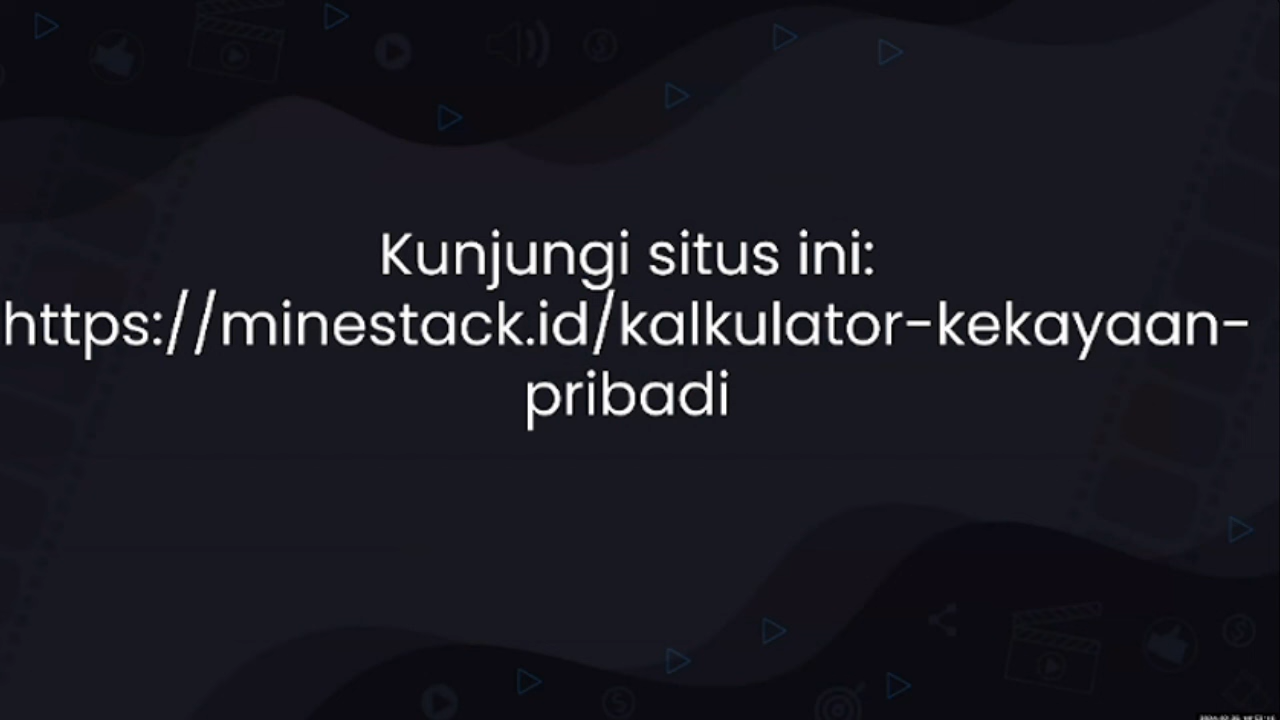 Kunjungi situs ini:
https://minestack.id/kalkulator-kekayaan-
pribadi